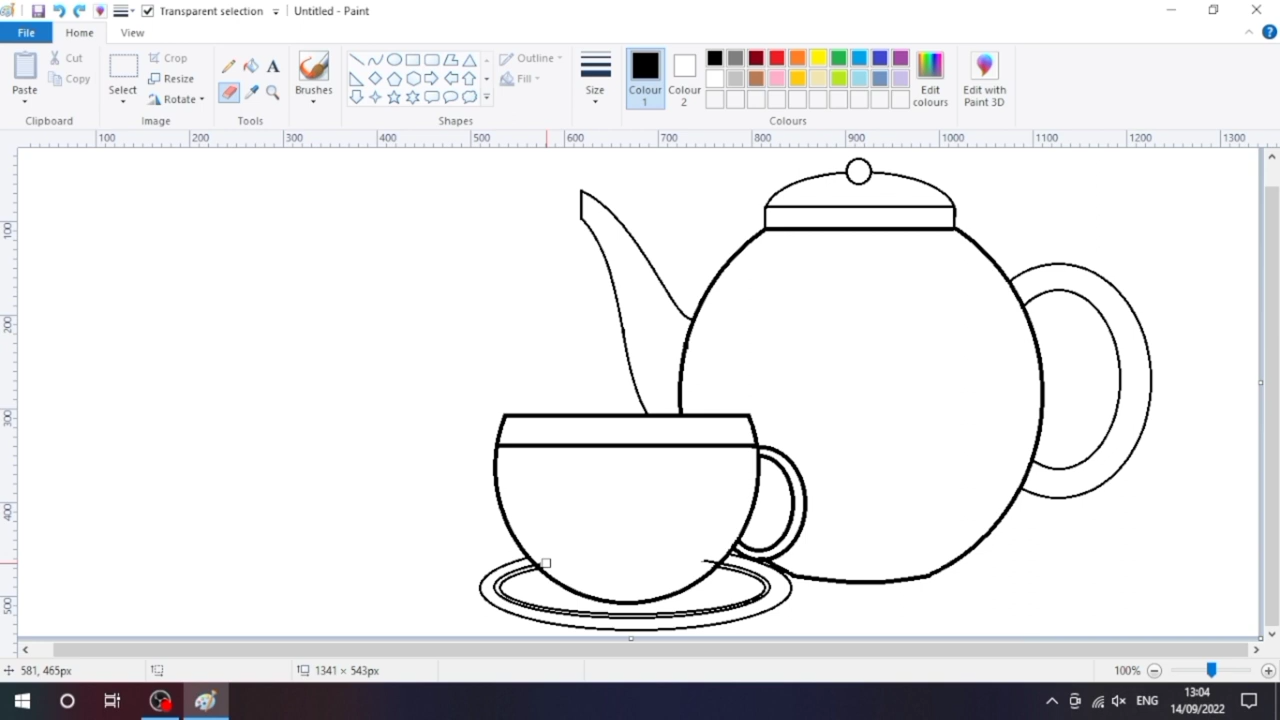 Transparent selection
Untitled - Paint
File
Home
View
Paste
Cut
Copy
Clipboard
Select
Crop
Resize
Rotate
Image
A
Tools
Brushes
Outline
Fill
Shapes
Size
Colour 1
Colour 2
Edit colours
Edit with Paint 3D
Colours
100 200 300 400 500 600 700 800 900 1000 1100 1200 1300
100
200
300
400
500
581, 465px
1341 × 543px
100%
ENG
13:04
14/09/2022